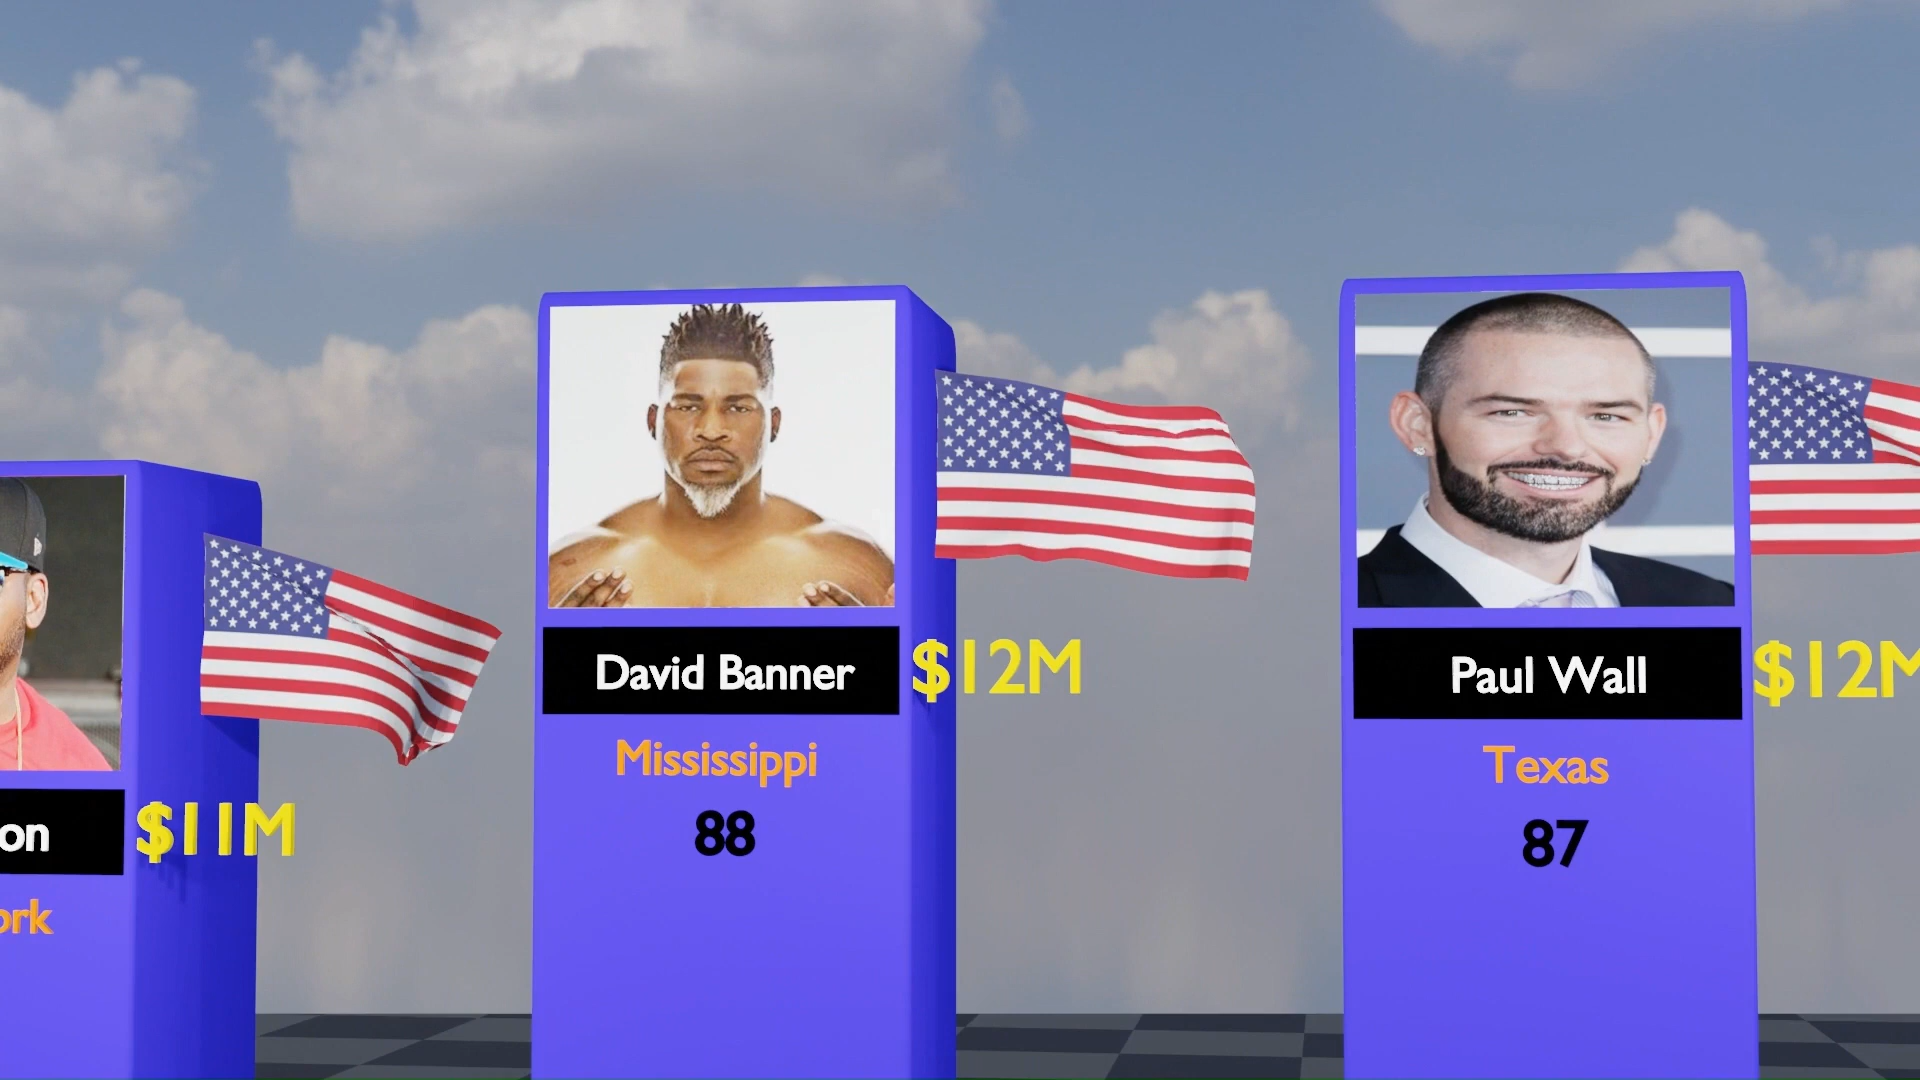 David Banner
$12M
Mississippi
88
Paul Wall
$12M
Texas
87
on
$11M
ork